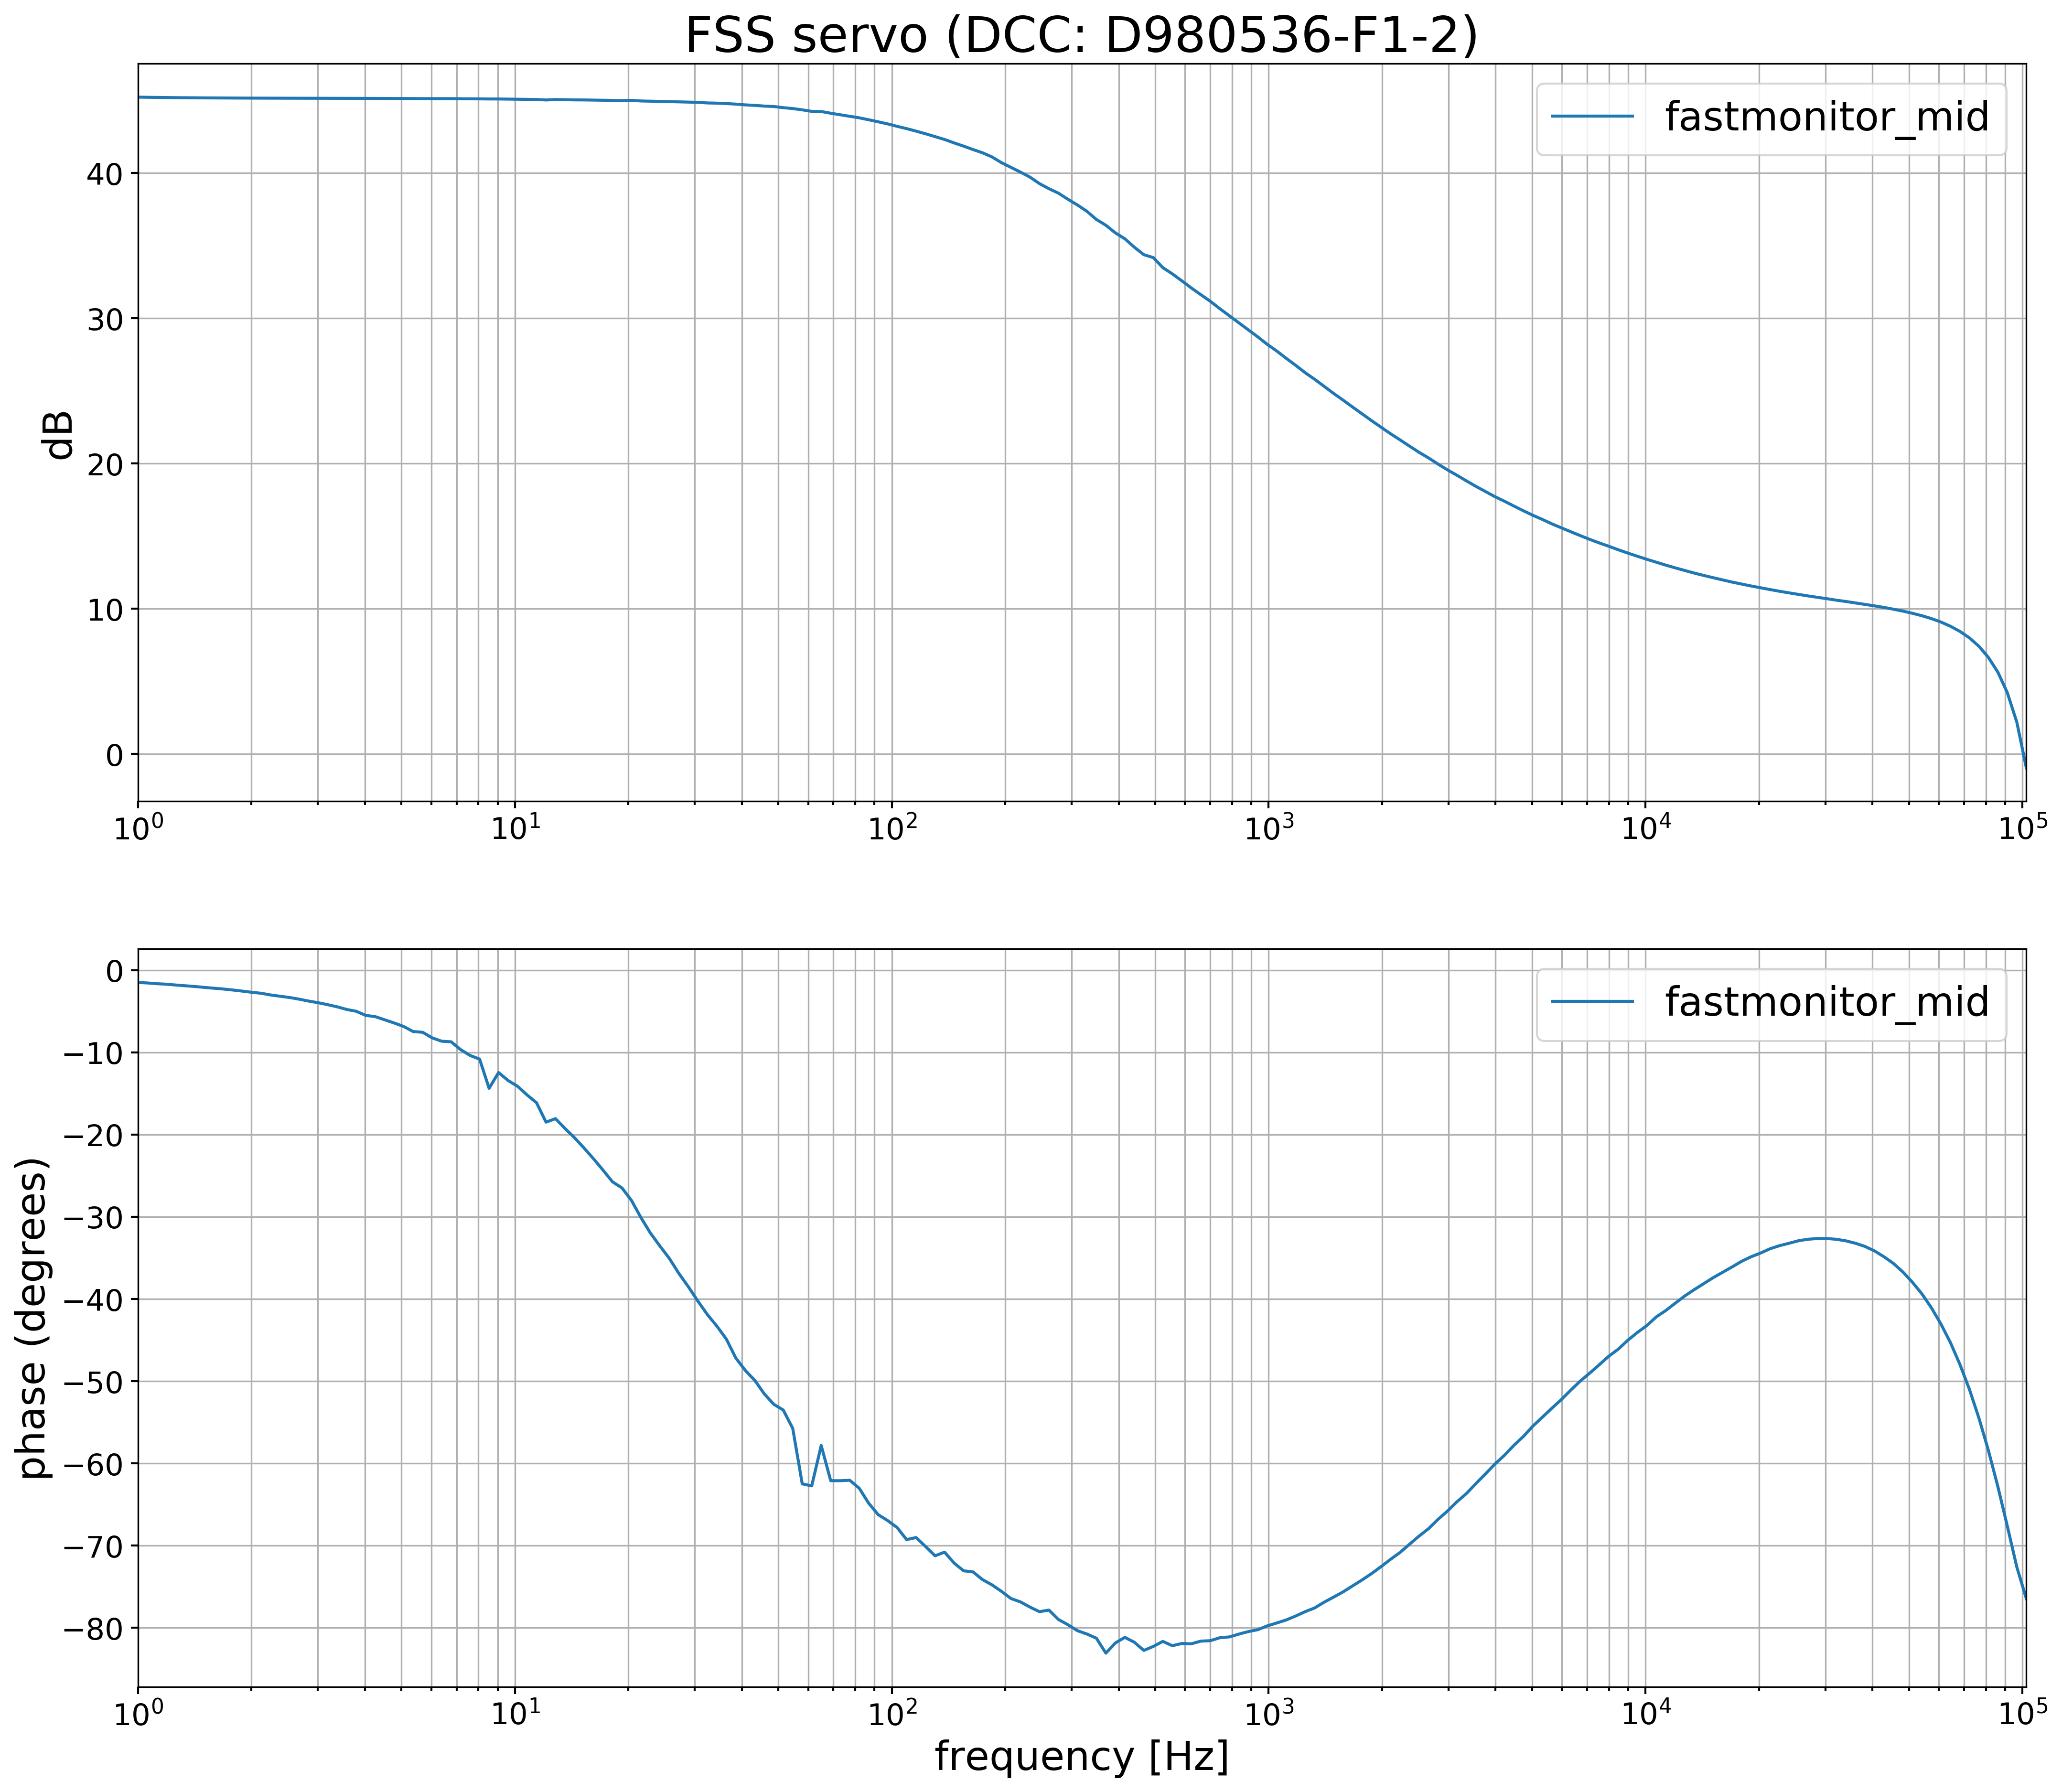 FSS servo (DCC: D980536-F1-2)
fastmonitor_mid
dB
40
30
20
10
0
10⁰ 10¹ 10² 10³ 10⁴ 10⁵
fastmonitor_mid
phase (degrees)
0
−10
−20
−30
−40
−50
−60
−70
−80
10⁰ 10¹ 10² 10³ 10⁴ 10⁵
frequency [Hz]